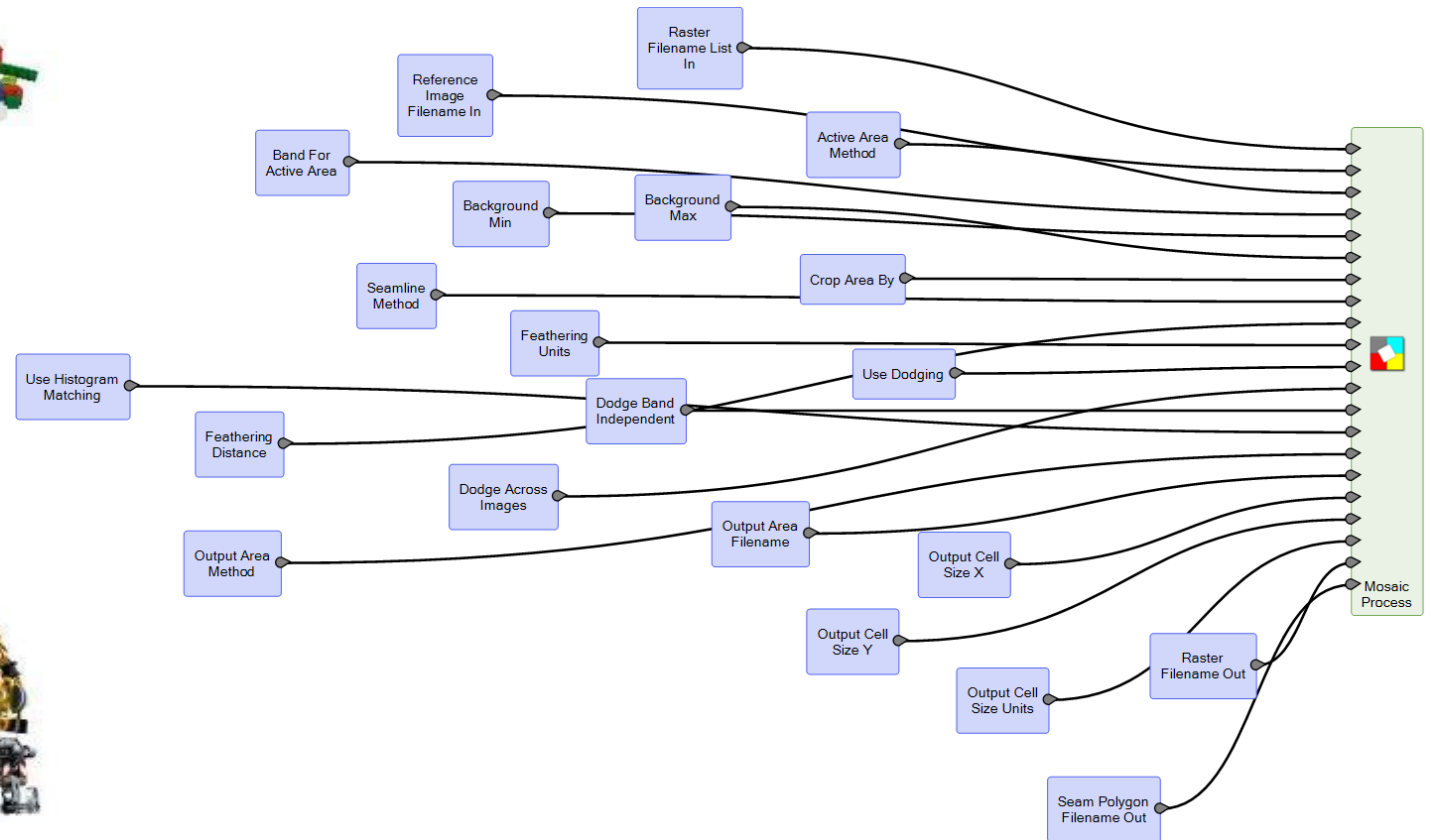 Raster
Filename List
In
Reference
Image
Filename In
Active Area
Method
Band For
Active Area
Background
Min
Background
Max
Crop Area By
Seamline
Method
Feathering
Units
Use Dodging
Use Histogram
Matching
Dodge Band
Independent
Feathering
Distance
Dodge Across
Images
Output Area
Filename
Output Area
Method
Output Cell
Size X
Mosaic
Process
Output Cell
Size Y
Raster
Filename Out
Output Cell
Size Units
Seam Polygon
Filename Out